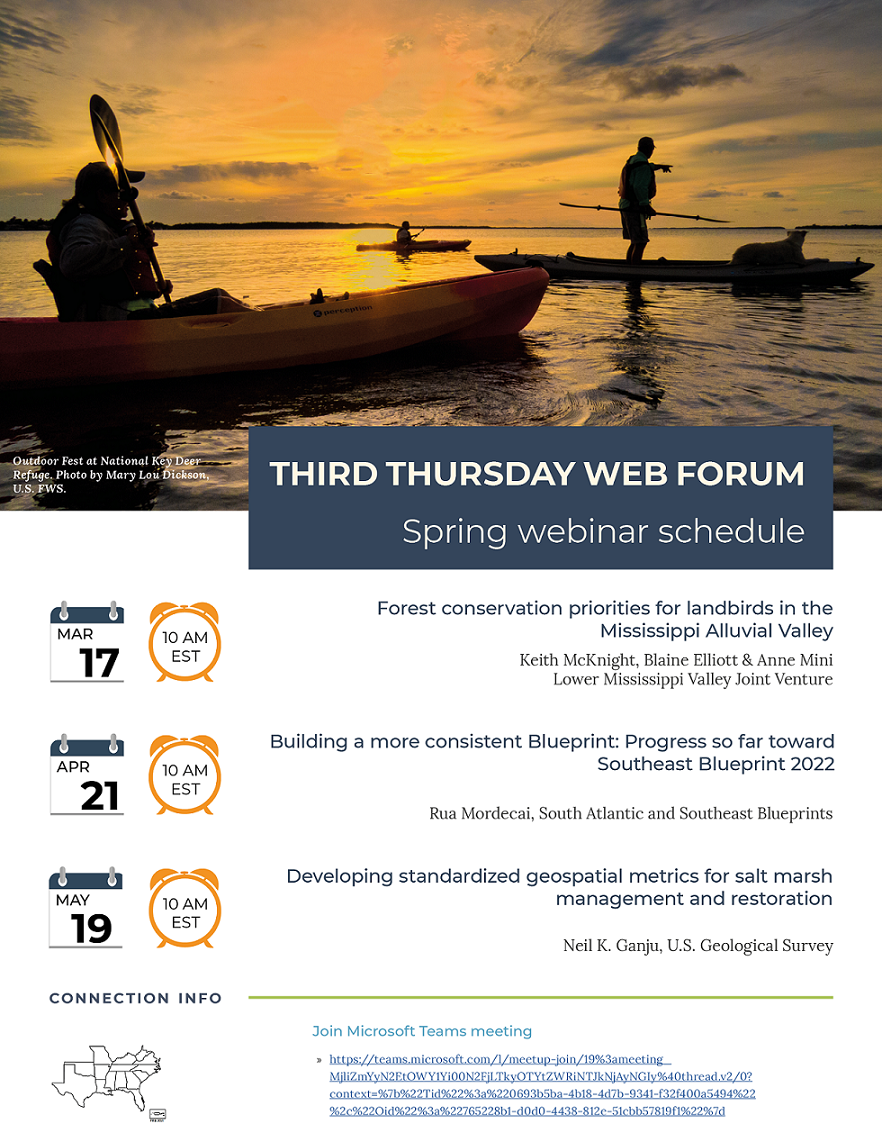 perception
Outdoor Fest at National Key Deer
Refuge. Photo by Mary Lou Dickson,
U.S. FWS.
THIRD THURSDAY WEB FORUM
Spring webinar schedule
MAR
17
10 AM
EST
Forest conservation priorities for landbirds in the
Mississippi Alluvial Valley
Keith McKnight, Blaine Elliott & Anne Mini
Lower Mississippi Valley Joint Venture
APR
21
10 AM
EST
Building a more consistent Blueprint: Progress so far toward
Southeast Blueprint 2022
Rua Mordecai, South Atlantic and Southeast Blueprints
MAY
19
10 AM
EST
Developing standardized geospatial metrics for salt marsh
management and restoration
Neil K. Ganju, U.S. Geological Survey
CONNECTION INFO
Join Microsoft Teams meeting
» https://teams.microsoft.com/l/meetup-join/19%3ameeting_
MjliZmYyN2EtOWY1Yi00N2FjLTkyOTYtZWRiNTJkNjAyNGIy%40thread.v2/0?
context=%7b%22Tid%22%3a%220693b5ba-4b18-4d7b-9341-f32f400a5494%22
%2c%22Oid%22%3a%22765228b1-d0d0-4438-812c-51cbb57819f1%22%7d